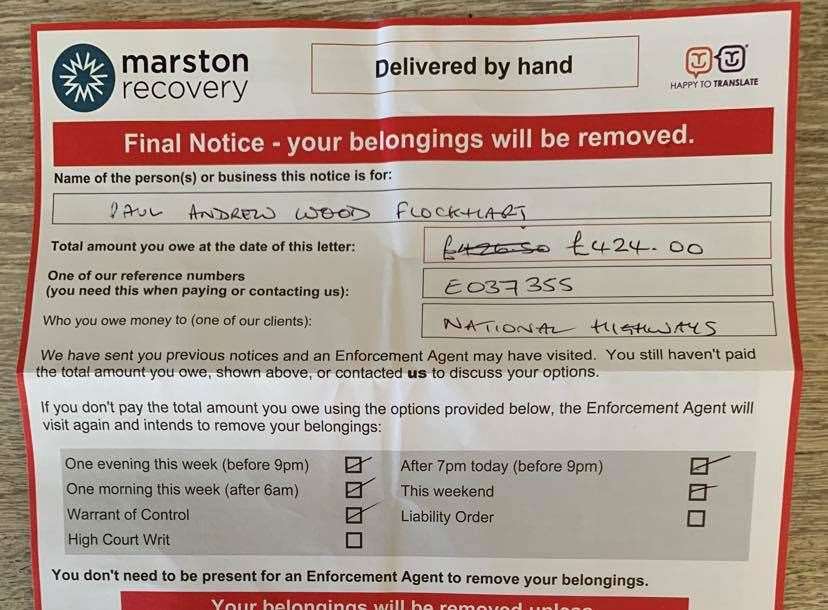 marston
recovery
Delivered by hand
HAPPY TO TRANSLATE
Final Notice - your belongings will be removed.
Name of the person(s) or business this notice is for:
PAUL ANDREW WOOD FLOCKHART
Total amount you owe at the date of this letter:
£426.50 £424.00
One of our reference numbers
(you need this when paying or contacting us):
E037355
Who you owe money to (one of our clients):
NATIONAL HIGHWAYS
We have sent you previous notices and an Enforcement Agent may have visited. You still haven't paid
the total amount you owe, shown above, or contacted us to discuss your options.
If you don't pay the total amount you owe using the options provided below, the Enforcement Agent will
visit again and intends to remove your belongings:
One evening this week (before 9pm)
After 7pm today (before 9pm)
One morning this week (after 6am)
This weekend
Warrant of Control
Liability Order
High Court Writ
You don't need to be present for an Enforcement Agent to remove your belongings.
Your belongings will be removed unless